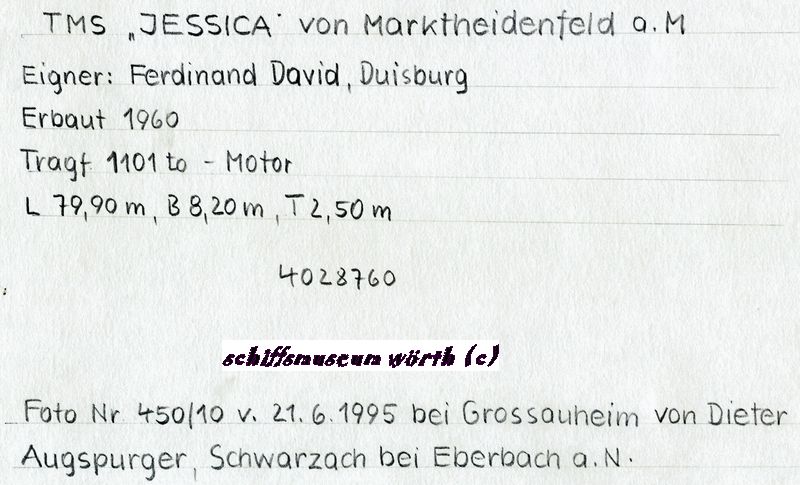 TMS „JESSICA" von Marktheidenfeld a.M
Eigner: Ferdinand David, Duisburg
Erbaut 1960
Tragf 1101 to - Motor
L 79,90 m, B 8,20 m, T 2,50 m
4028760
schiffsmuseum wörth (c)
Foto Nr 450/10 v. 21.6.1995 bei Grossauheim von Dieter
Augspurger, Schwarzach bei Eberbach a.N.